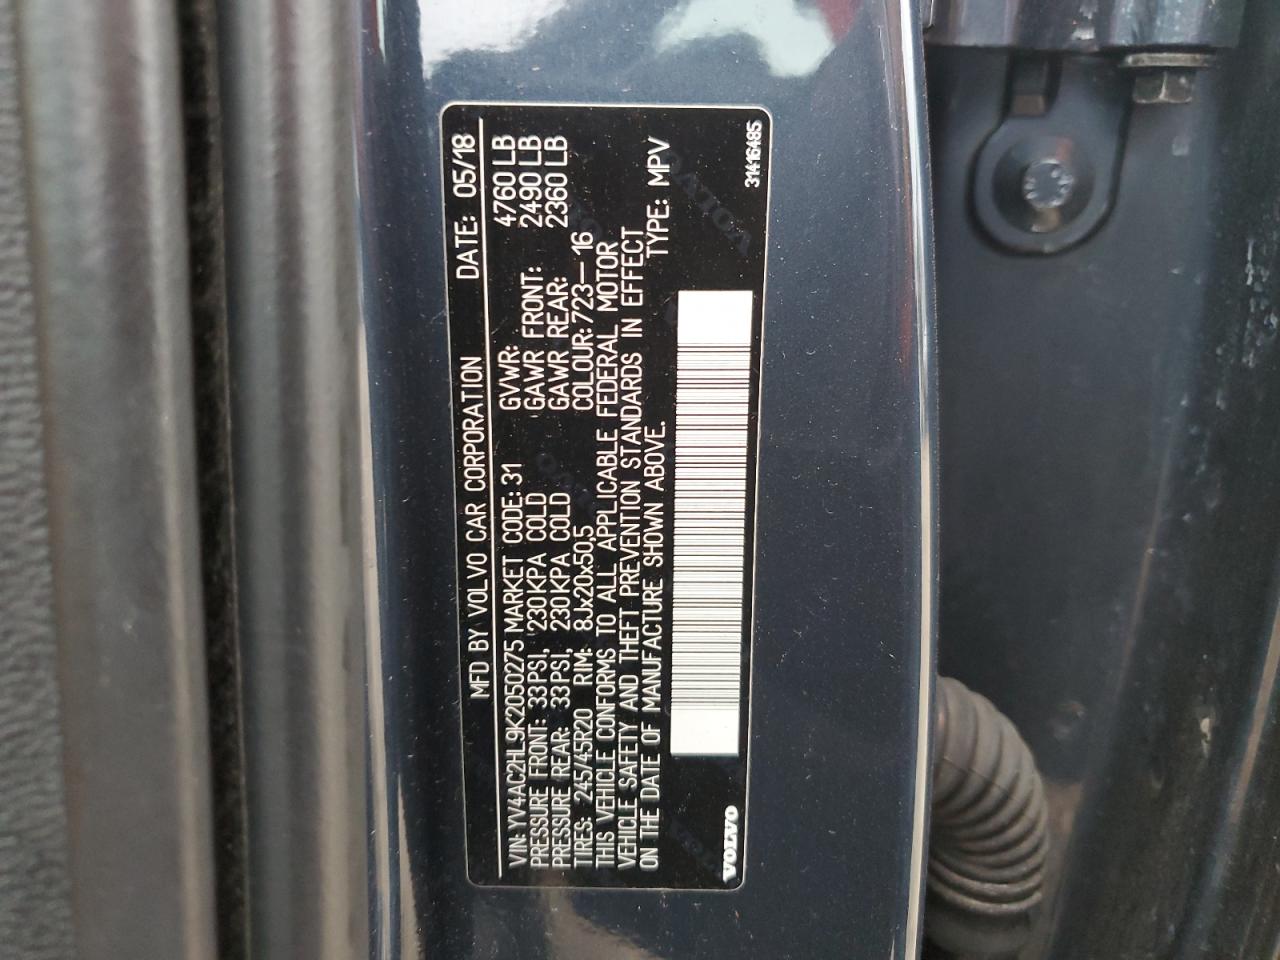 MFD BY VOLVO CAR CORPORATION DATE: 05/18
VIN: YV4AC2HL9K2050275 MARKET CODE: 31 GVWR: 4760 LB
PRESSURE FRONT: 33PSI, 230KPA COLD GAWR FRONT: 2490 LB
PRESSURE REAR: 33PSI, 230KPA COLD GAWR REAR: 2360 LB
TIRES: 245/45R20 RIM: 8Jx20x50,5 COLOUR: 723-16
THIS VEHICLE CONFORMS TO ALL APPLICABLE FEDERAL MOTOR
VEHICLE SAFETY AND THEFT PREVENTION STANDARDS IN EFFECT
ON THE DATE OF MANUFACTURE SHOWN ABOVE. TYPE: MPV
VOLVO 31416485